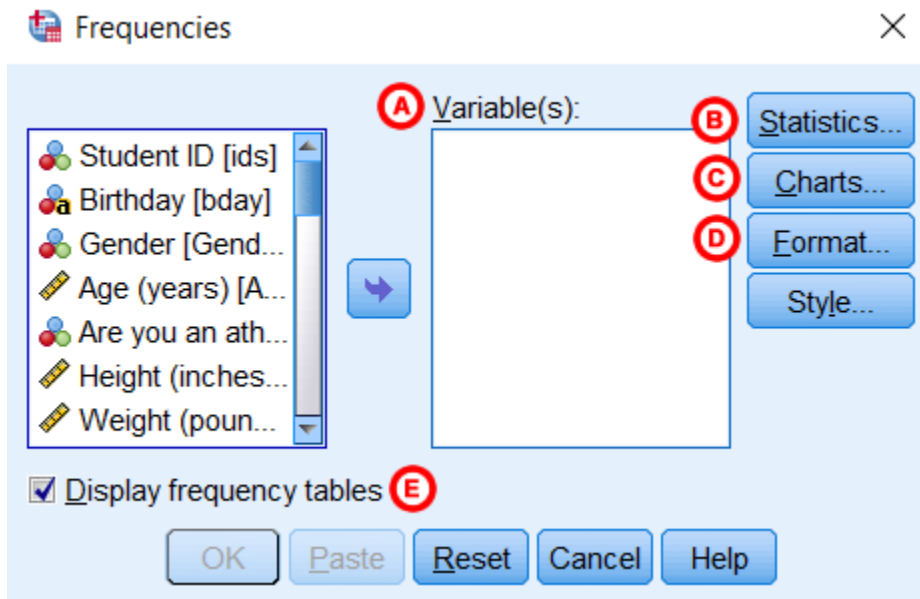 Frequencies
A Variable(s):
Student ID [ids]
a Birthday [bday]
Gender [Gend...
Age (years) [A...
Are you an ath...
Height (inches...
Weight (poun...
B Statistics...
C Charts...
D Format...
Style...
Display frequency tables E
OK Paste Reset Cancel Help